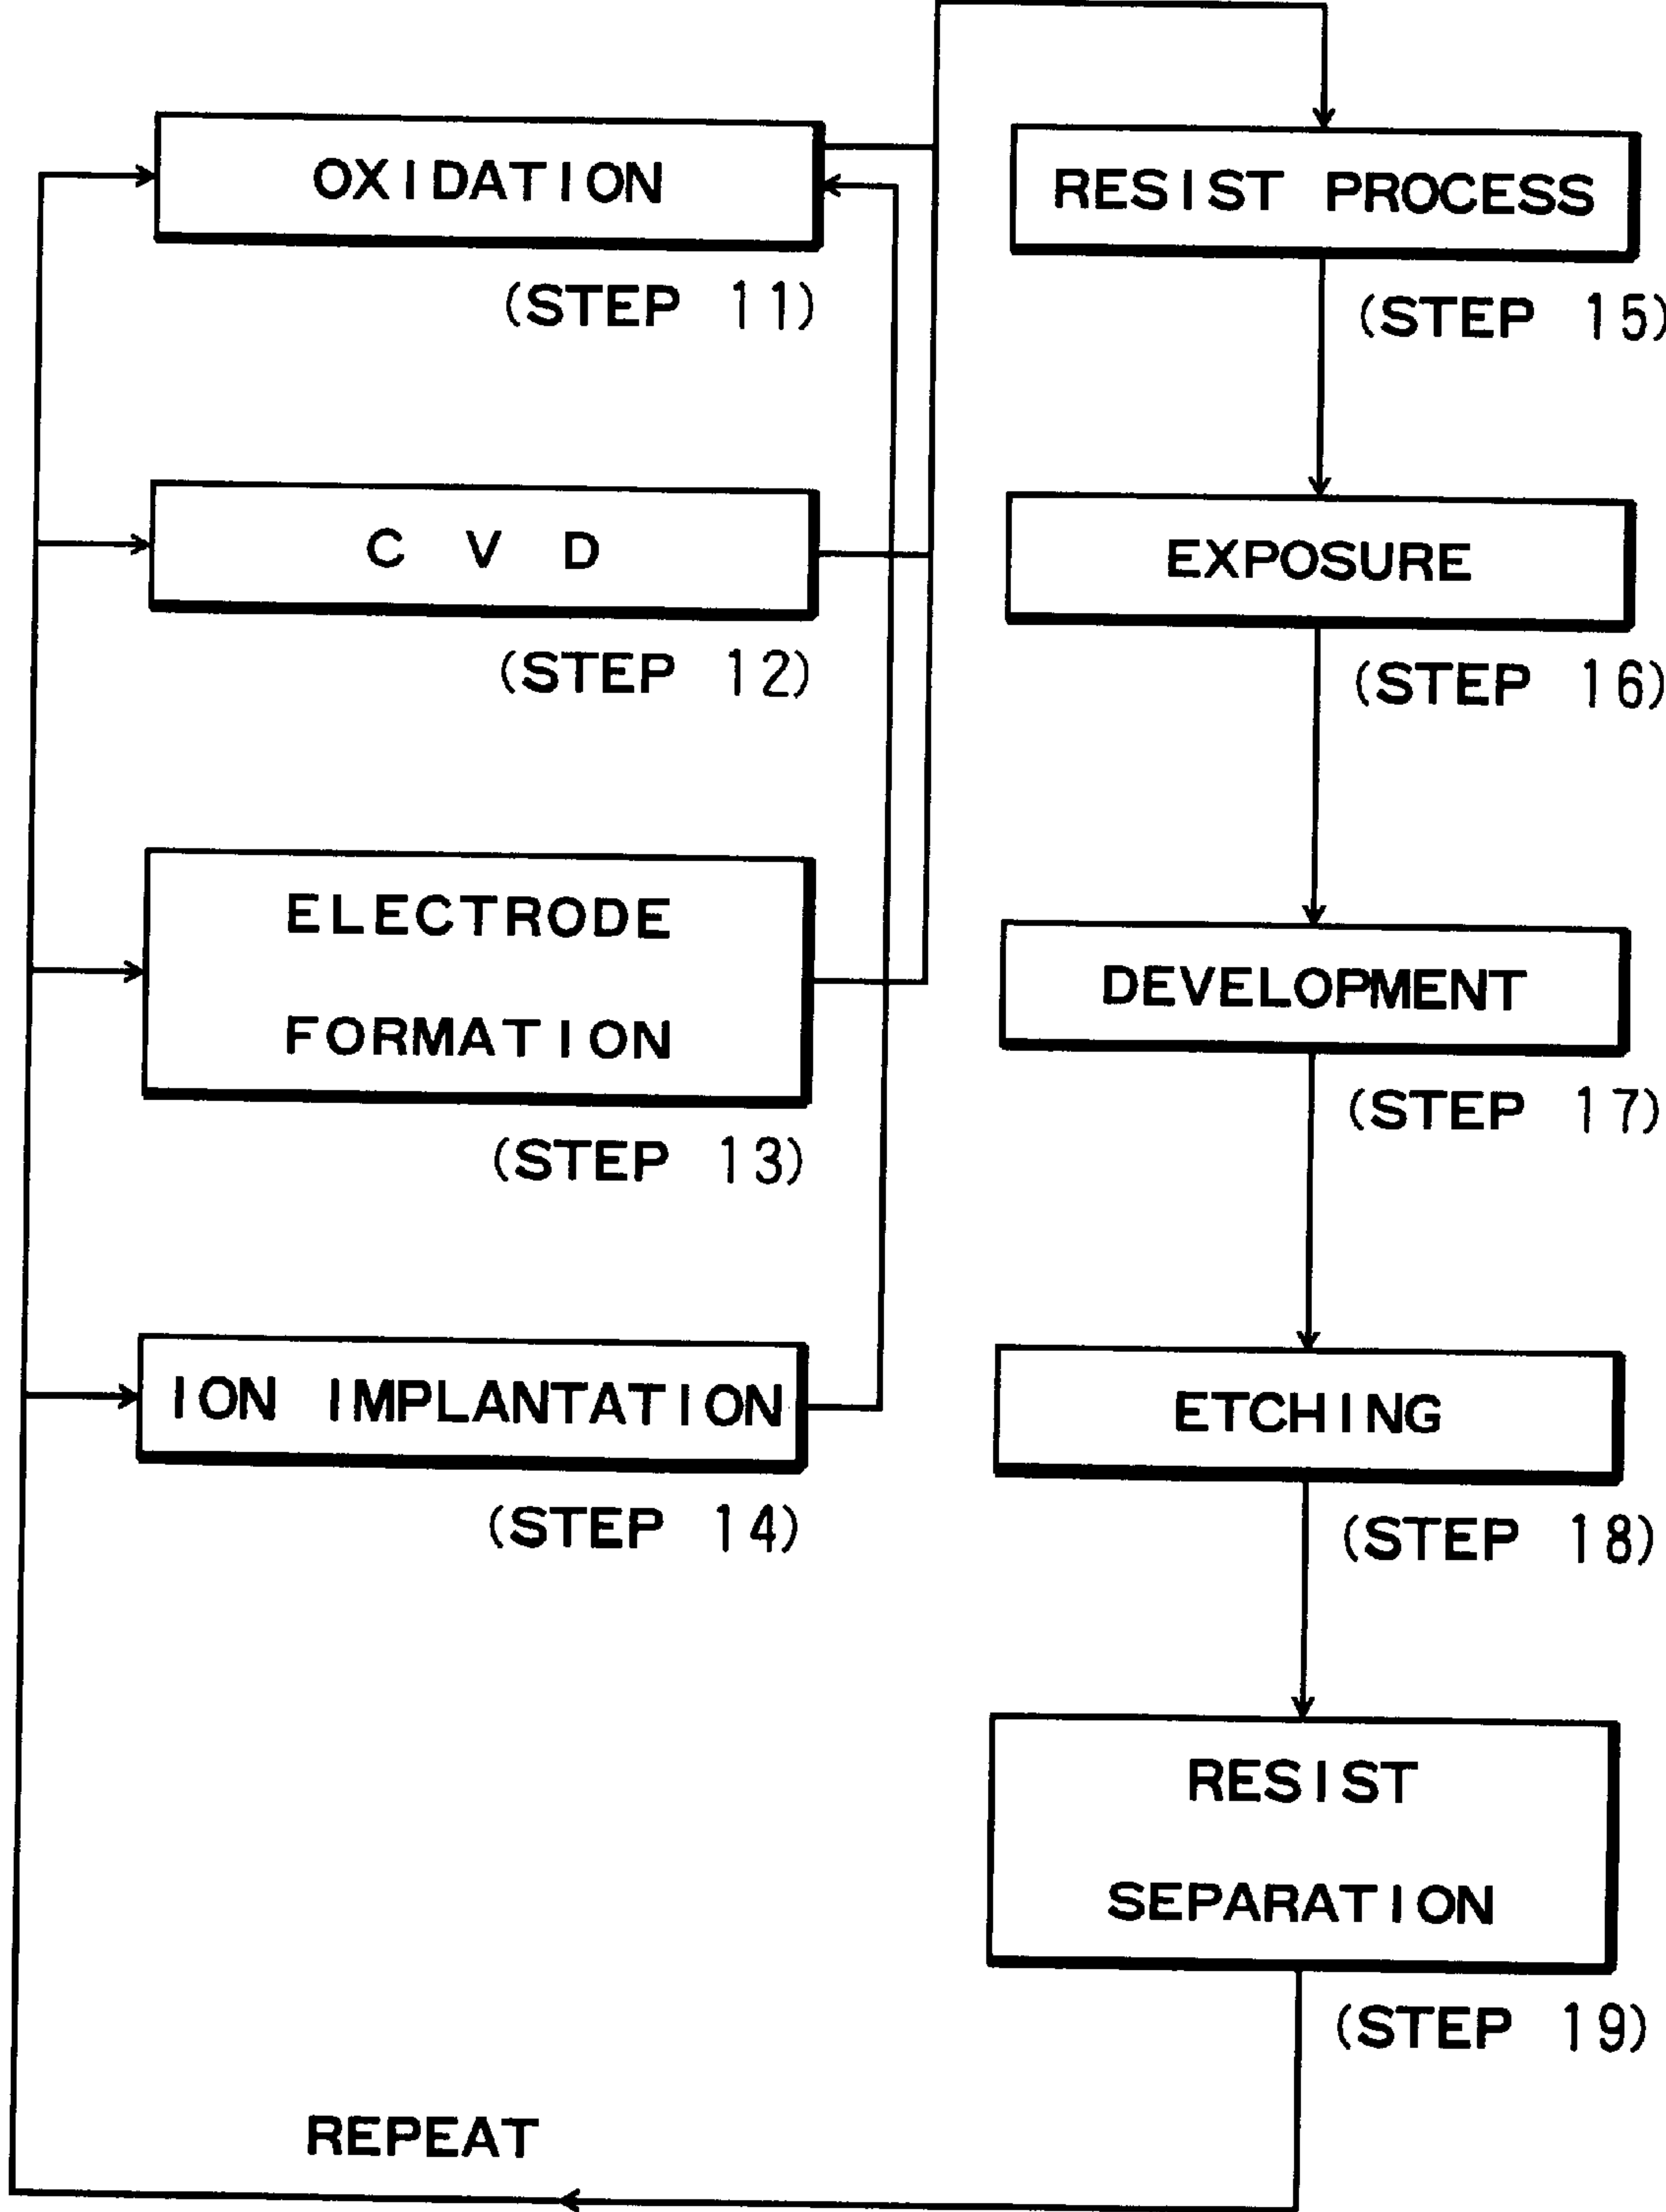 OXIDATION
(STEP 11)
CVD
(STEP 12)
ELECTRODE
FORMATION
(STEP 13)
ION IMPLANTATION
(STEP 14)
RESIST PROCESS
(STEP 15)
EXPOSURE
(STEP 16)
DEVELOPMENT
(STEP 17)
ETCHING
(STEP 18)
RESIST
SEPARATION
(STEP 19)
REPEAT